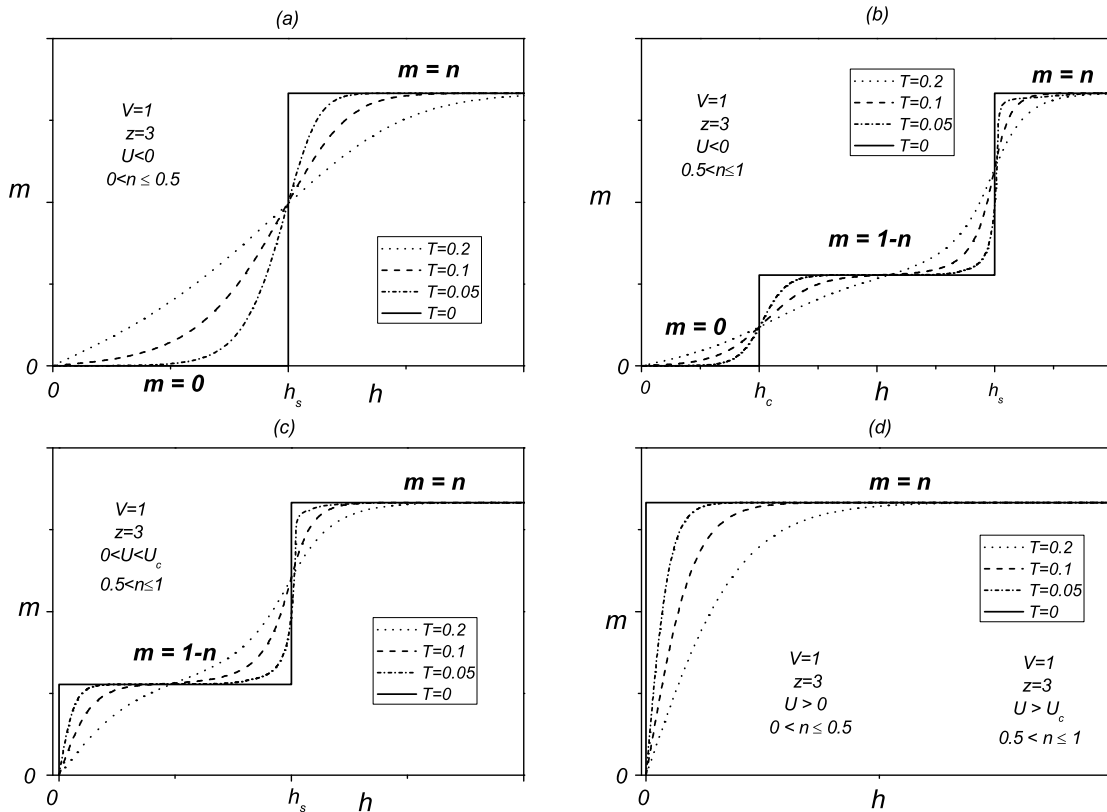 (a)
m = n
V=1
z=3
U<0
0<n ≤ 0.5
m
T=0.2
T=0.1
T=0.05
T=0
0
m = 0
0
h_s
h
(b)
m = n
V=1
z=3
U<0
0.5<n≤1
T=0.2
T=0.1
T=0.05
T=0
m
m = 1-n
m = 0
0
0
h_c
h
h_s
(c)
m = n
V=1
z=3
0<U<U_c
0.5<n≤1
m
m = 1-n
T=0.2
T=0.1
T=0.05
T=0
0
0
h_s
h
(d)
m = n
T=0.2
T=0.1
T=0.05
T=0
m
V=1
z=3
U > 0
0 < n ≤ 0.5
V=1
z=3
U > U_c
0.5 < n ≤ 1
0
0
h